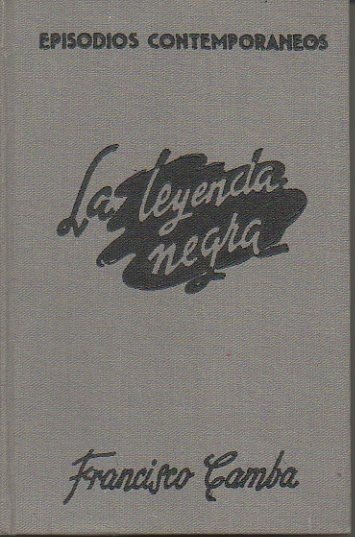 EPISODIOS CONTEMPORANEOS
La leyenda
negra
Francisco Camba